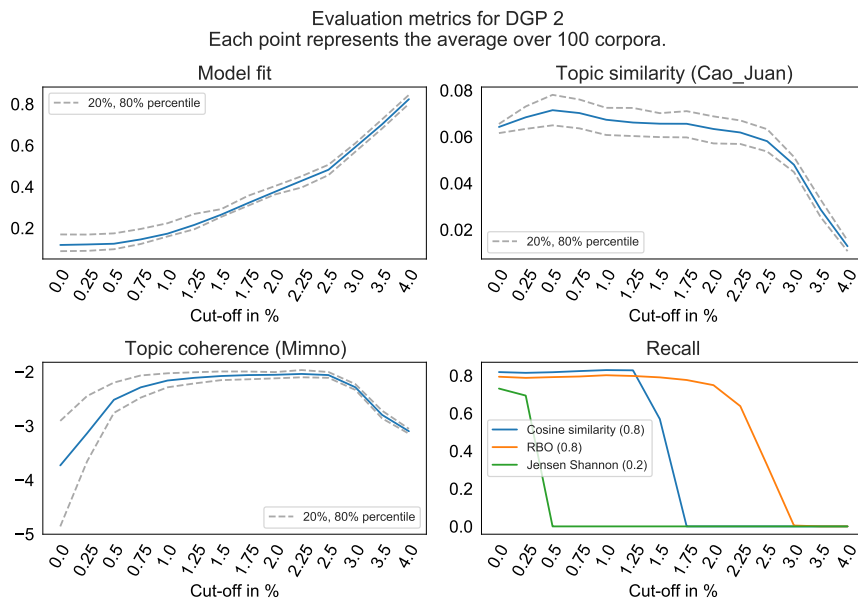 Evaluation metrics for DGP 2
Each point represents the average over 100 corpora.
Model fit
20%, 80% percentile
0.8
0.6
0.4
0.2
0.0 0.25 0.5 0.75 1.0 1.25 1.5 1.75 2.0 2.25 2.5 3.0 3.5 4.0
Cut-off in %
Topic similarity (Cao_Juan)
0.08
0.06
0.04
0.02
20%, 80% percentile
0.0 0.25 0.5 0.75 1.0 1.25 1.5 1.75 2.0 2.25 2.5 3.0 3.5 4.0
Cut-off in %
Topic coherence (Mimno)
−2
−3
−4
−5
20%, 80% percentile
0.0 0.25 0.5 0.75 1.0 1.25 1.5 1.75 2.0 2.25 2.5 3.0 3.5 4.0
Cut-off in %
Recall
0.8
0.6
0.4
0.2
0.0
Cosine similarity (0.8)
RBO (0.8)
Jensen Shannon (0.2)
0.0 0.25 0.5 0.75 1.0 1.25 1.5 1.75 2.0 2.25 2.5 3.0 3.5 4.0
Cut-off in %